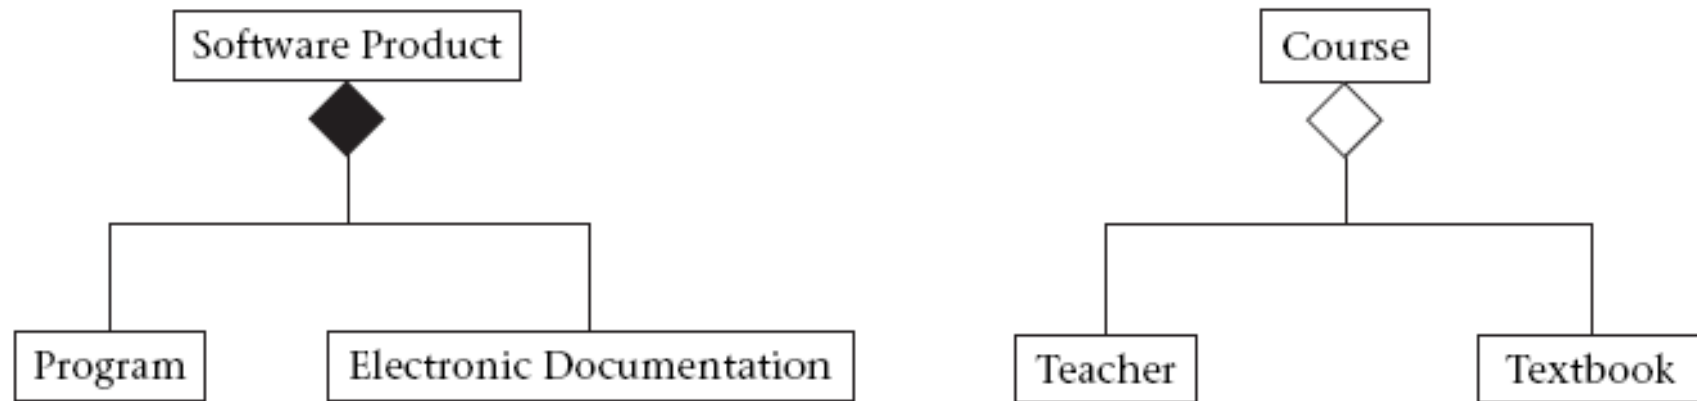 Software Product
Course
Program
Electronic Documentation
Teacher
Textbook